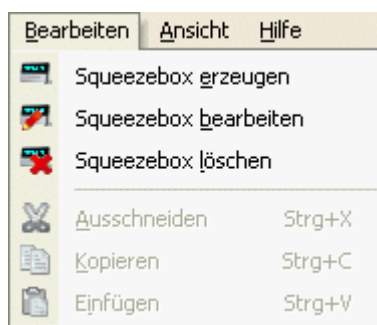 Bearbeiten Ansicht Hilfe
Squeezebox erzeugen
Squeezebox bearbeiten
Squeezebox löschen
Ausschneiden Strg+X
Kopieren Strg+C
Einfügen Strg+V